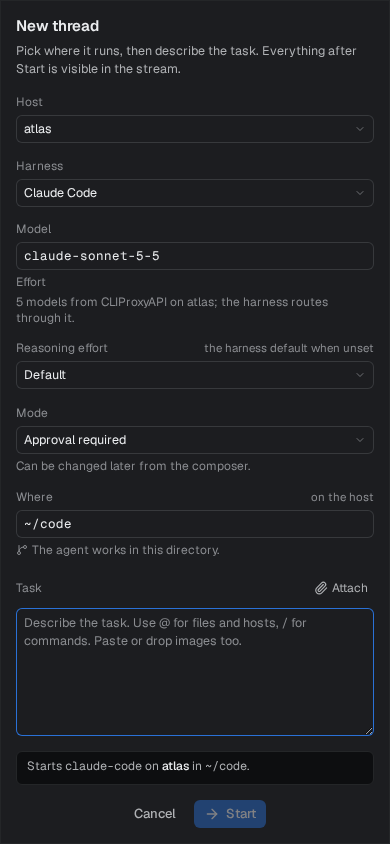 New thread
Pick where it runs, then describe the task. Everything after
Start is visible in the stream.
Host
atlas
Harness
Claude Code
Model
claude-sonnet-5-5
Effort
5 models from CLIProxyAPI on atlas; the harness routes
through it.
Reasoning effort the harness default when unset
Default
Mode
Approval required
Can be changed later from the composer.
Where on the host
~/code
The agent works in this directory.
Task Attach
Describe the task. Use @ for files and hosts, / for
commands. Paste or drop images too.
Starts claude-code on atlas in ~/code.
Cancel Start